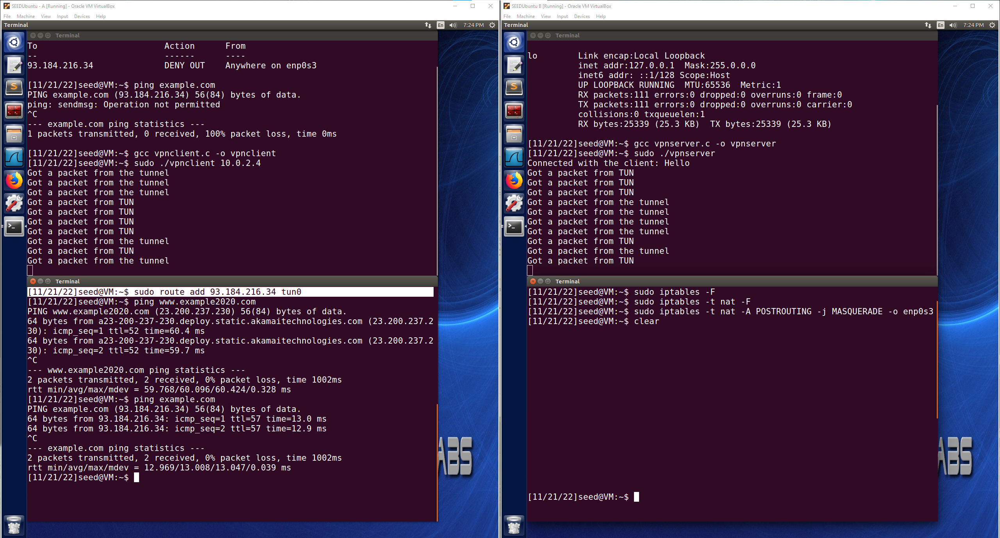 SEEDUbuntu - A [Running] - Oracle VM VirtualBox
File Machine View Input Devices Help
Terminal En 7:24 PM
Terminal
To Action From
-- ------ ----
93.184.216.34 DENY OUT Anywhere on enp0s3
[11/21/22]seed@VM:~$ ping example.com
PING example.com (93.184.216.34) 56(84) bytes of data.
ping: sendmsg: Operation not permitted
^C
--- example.com ping statistics ---
1 packets transmitted, 0 received, 100% packet loss, time 0ms
[11/21/22]seed@VM:~$ gcc vpnclient.c -o vpnclient
[11/21/22]seed@VM:~$ sudo ./vpnclient 10.0.2.4
Got a packet from the tunnel
Got a packet from the tunnel
Got a packet from the tunnel
Got a packet from TUN
Got a packet from TUN
Got a packet from TUN
Got a packet from TUN
Got a packet from the tunnel
Got a packet from TUN
Got a packet from the tunnel
Terminal
[11/21/22]seed@VM:~$ sudo route add 93.184.216.34 tun0
[11/21/22]seed@VM:~$ ping www.example2020.com
PING www.example2020.com (23.200.237.230) 56(84) bytes of data.
64 bytes from a23-200-237-230.deploy.static.akamaitechnologies.com (23.200.237.2
30): icmp_seq=1 ttl=52 time=60.4 ms
64 bytes from a23-200-237-230.deploy.static.akamaitechnologies.com (23.200.237.2
30): icmp_seq=2 ttl=52 time=59.7 ms
^C
--- www.example2020.com ping statistics ---
2 packets transmitted, 2 received, 0% packet loss, time 1002ms
rtt min/avg/max/mdev = 59.768/60.096/60.424/0.328 ms
[11/21/22]seed@VM:~$ ping example.com
PING example.com (93.184.216.34) 56(84) bytes of data.
64 bytes from 93.184.216.34: icmp_seq=1 ttl=57 time=13.0 ms
64 bytes from 93.184.216.34: icmp_seq=2 ttl=57 time=12.9 ms
^C
--- example.com ping statistics ---
2 packets transmitted, 2 received, 0% packet loss, time 1002ms
rtt min/avg/max/mdev = 12.969/13.008/13.047/0.039 ms
[11/21/22]seed@VM:~$
ABS
SEEDUbuntu B [Running] - Oracle VM VirtualBox
File Machine View Input Devices Help
Terminal En 7:24 PM
Terminal
lo Link encap:Local Loopback
inet addr:127.0.0.1 Mask:255.0.0.0
inet6 addr: ::1/128 Scope:Host
UP LOOPBACK RUNNING MTU:65536 Metric:1
RX packets:111 errors:0 dropped:0 overruns:0 frame:0
TX packets:111 errors:0 dropped:0 overruns:0 carrier:0
collisions:0 txqueuelen:1
RX bytes:25339 (25.3 KB) TX bytes:25339 (25.3 KB)
[11/21/22]seed@VM:~$ gcc vpnserver.c -o vpnserver
[11/21/22]seed@VM:~$ sudo ./vpnserver
Connected with the client: Hello
Got a packet from TUN
Got a packet from TUN
Got a packet from TUN
Got a packet from the tunnel
Got a packet from the tunnel
Got a packet from the tunnel
Got a packet from the tunnel
Got a packet from TUN
Got a packet from the tunnel
Got a packet from TUN
Terminal
[11/21/22]seed@VM:~$ sudo iptables -F
[11/21/22]seed@VM:~$ sudo iptables -t nat -F
[11/21/22]seed@VM:~$ sudo iptables -t nat -A POSTROUTING -j MASQUERADE -o enp0s3
[11/21/22]seed@VM:~$ clear
[11/21/22]seed@VM:~$
ABS